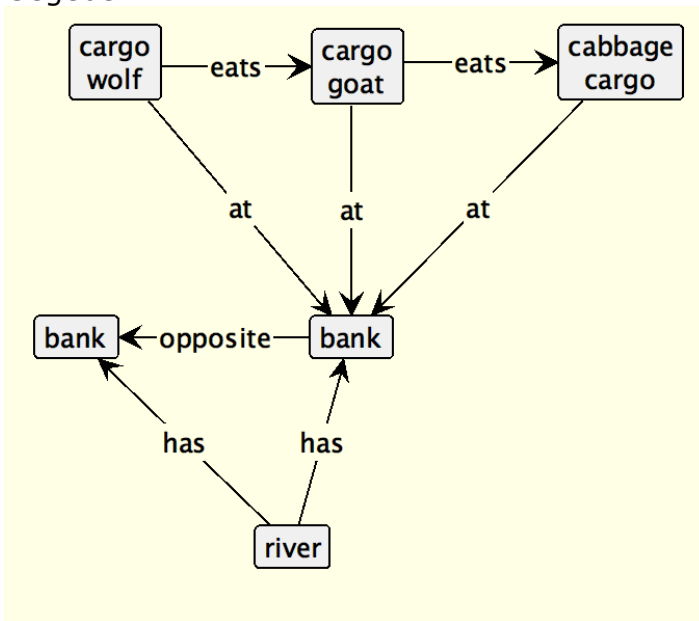 cargo
wolf
eats
cargo
goat
eats
cabbage
cargo
at
at
at
bank
opposite
bank
has
has
river